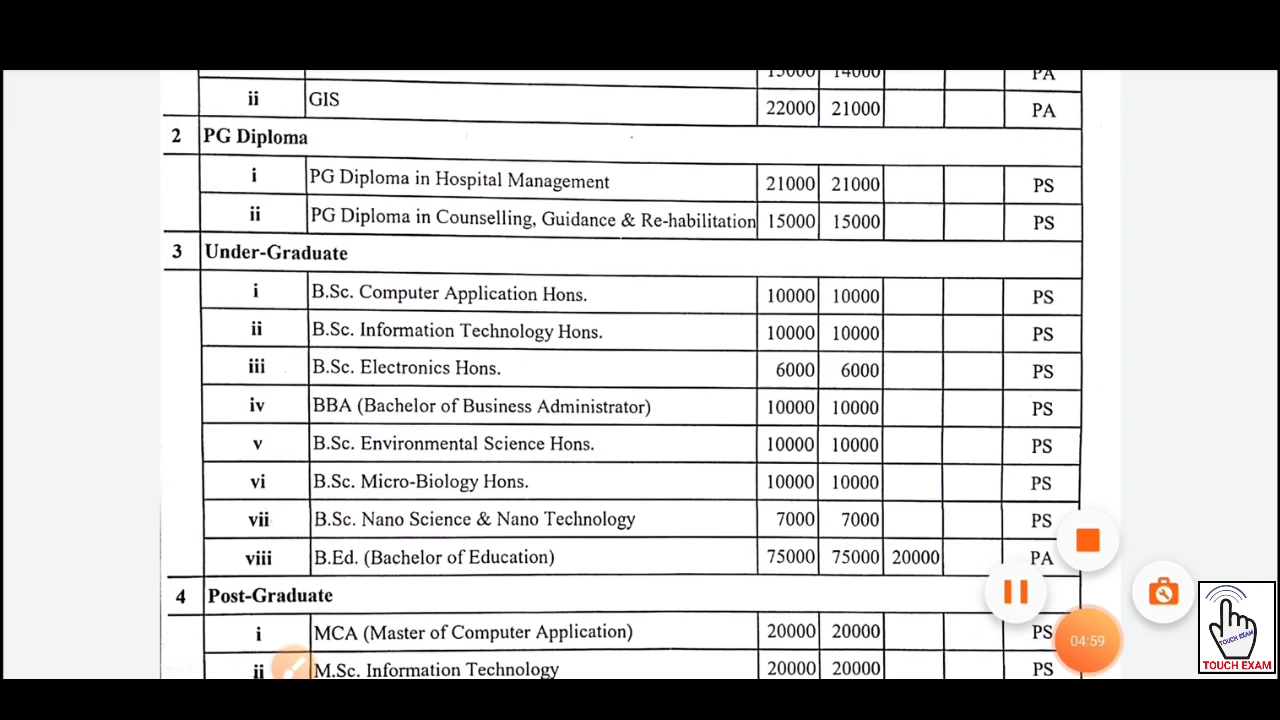 15000 14000 PA
ii GIS 22000 21000 PA
2 PG Diploma
i PG Diploma in Hospital Management 21000 21000 PS
ii PG Diploma in Counselling, Guidance & Re-habilitation 15000 15000 PS
3 Under-Graduate
i B.Sc. Computer Application Hons. 10000 10000 PS
ii B.Sc. Information Technology Hons. 10000 10000 PS
iii B.Sc. Electronics Hons. 6000 6000 PS
iv BBA (Bachelor of Business Administrator) 10000 10000 PS
v B.Sc. Environmental Science Hons. 10000 10000 PS
vi B.Sc. Micro-Biology Hons. 10000 10000 PS
vii B.Sc. Nano Science & Nano Technology 7000 7000 PS
viii B.Ed. (Bachelor of Education) 75000 75000 20000 PA
4 Post-Graduate
i MCA (Master of Computer Application) 20000 20000 PS
ii M.Sc. Information Technology 20000 20000 PS
04:59
TOUCH EXAM
TOUCH EXAM